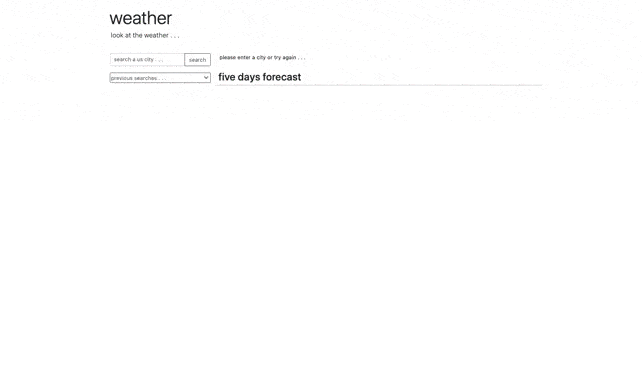 weather
look at the weather . . .
search a us city . . .
search
please enter a city or try again . . .
previous searches . . .
five days forecast